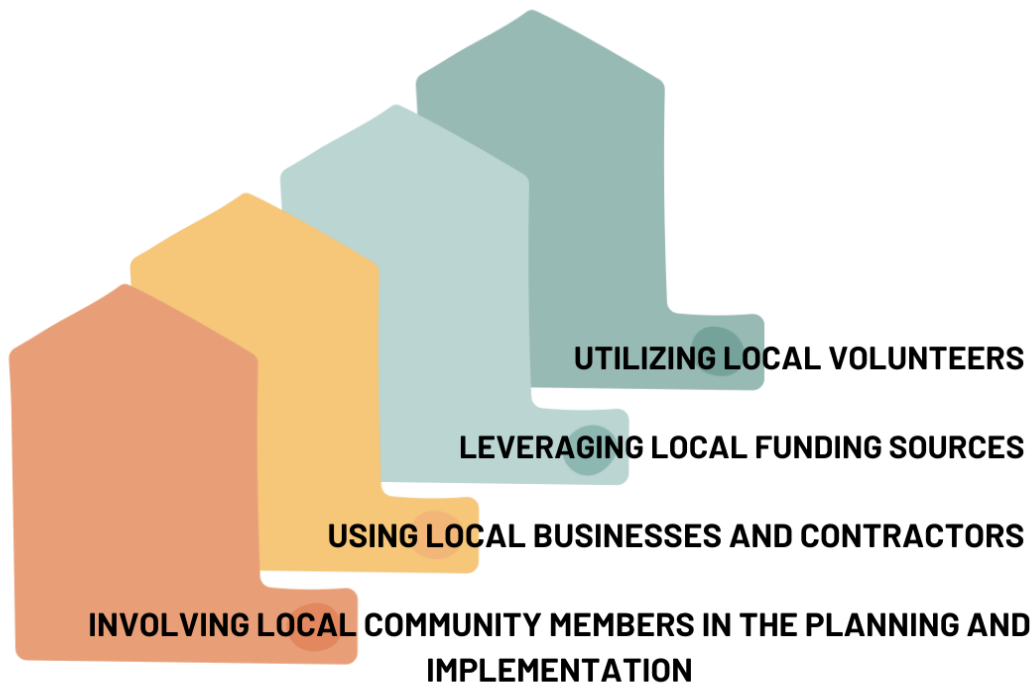 UTILIZING LOCAL VOLUNTEERS
LEVERAGING LOCAL FUNDING SOURCES
USING LOCAL BUSINESSES AND CONTRACTORS
INVOLVING LOCAL COMMUNITY MEMBERS IN THE PLANNING AND
IMPLEMENTATION